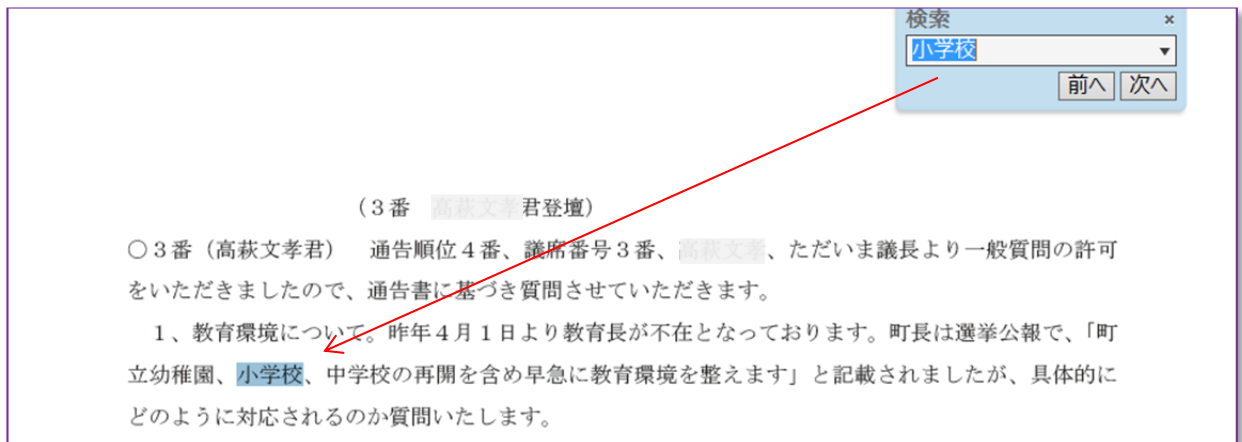 検索 ×
小学校
前へ 次へ
(3番　高萩文孝君登壇)
〇3番（高萩文孝君）　通告順位4番、議席番号3番、高萩文孝、ただいま議長より一般質問の許可
をいただきましたので、通告書に基づき質問させていただきます。
1、教育環境について。昨年4月1日より教育長が不在となっております。町長は選挙公報で、「町
立幼稚園、小学校、中学校の再開を含め早急に教育環境を整えます」と記載されましたが、具体的に
どのように対応されるのか質問いたします。